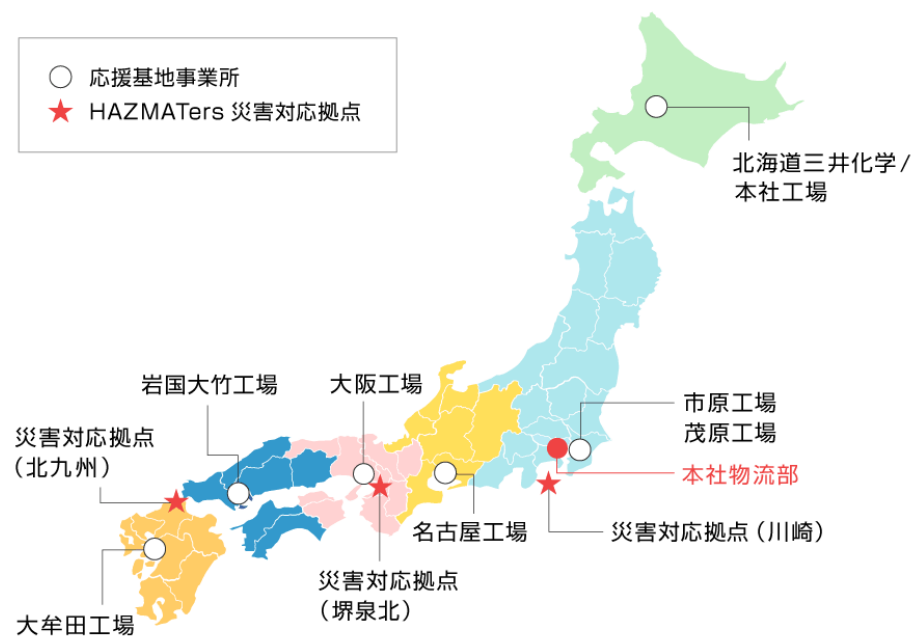 応援基地事業所
HAZMATers 災害対応拠点
北海道三井化学/
本社工場
岩国大竹工場
大阪工場
市原工場
茂原工場
災害対応拠点
(北九州)
本社物流部
名古屋工場
災害対応拠点(川崎)
災害対応拠点
(堺泉北)
大牟田工場